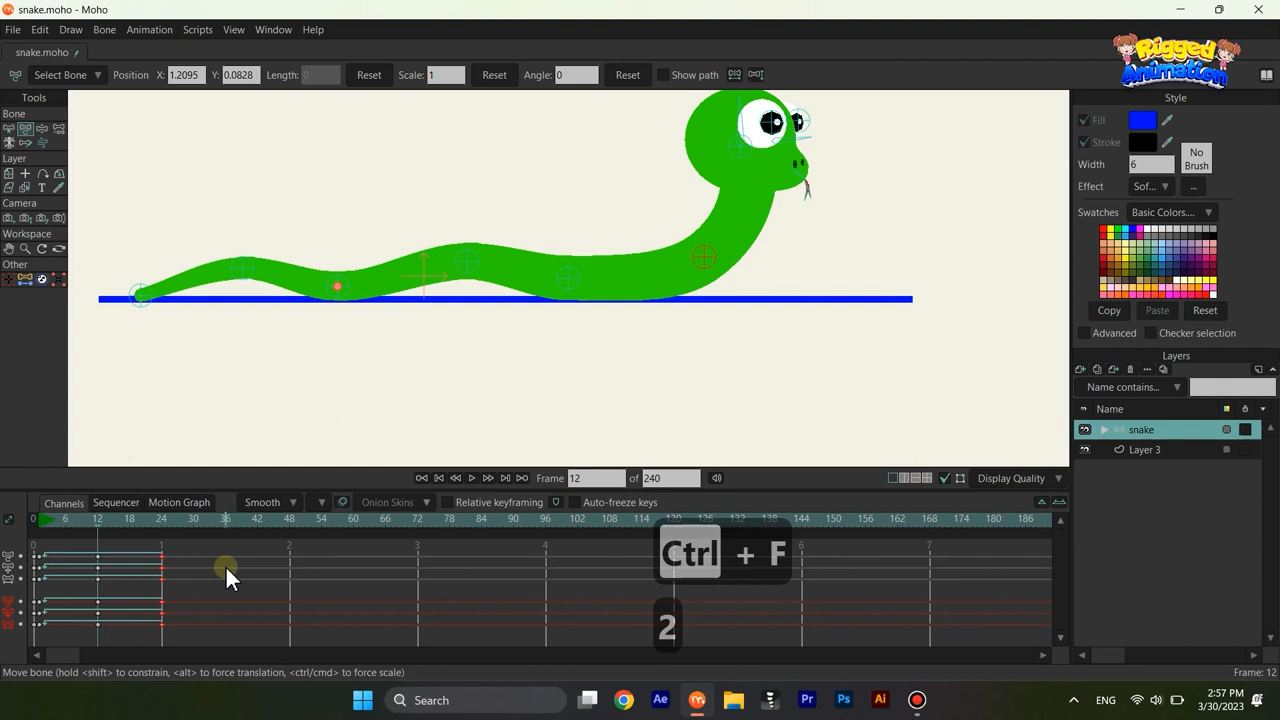 snake.moho - Moho
File Edit Draw Bone Animation Scripts View Window Help
snake.moho
Rigged Animation
Select Bone Position X: 1.2095 Y: 0.0828 Length: 0 Reset Scale: 1 Reset Angle: 0 Reset Show path
Tools
Bone
Layer
Camera
Workspace
Other
Style
Fill
Stroke
No Brush
Width 6
Effect Sof... ...
Swatches Basic Colors....
Copy Paste Reset
Advanced Checker selection
Layers
Name contains...
Name
snake
Layer 3
Frame 12 of 240 Display Quality
Channels Sequencer Motion Graph Smooth Onion Skins Relative keyframing Auto-freeze keys
0 6 12 18 24 30 36 42 48 54 60 66 72 78 84 90 96 102 108 114 120 126 132 138 144 150 156 162 168 174 180 186
0 1 2 3 4 6 7
Ctrl + F
2
Move bone (hold <shift> to constrain, <alt> to force translation, <ctrl/cmd> to force scale) Frame: 12
Search Ae Pr Ps Ai ENG 2:57 PM
3/30/2023